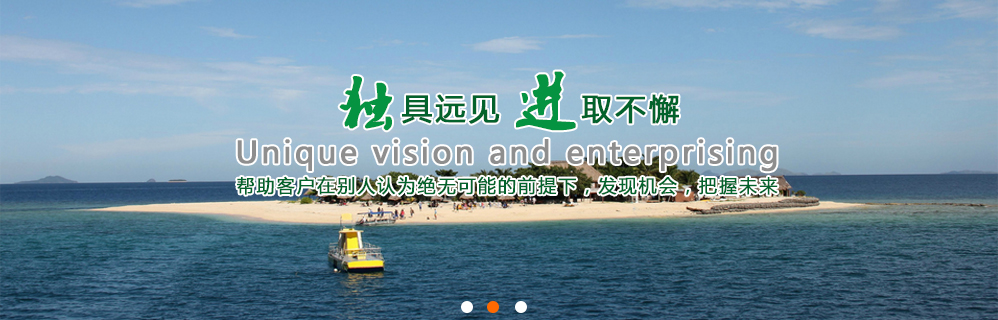 独具远见 进取不懈
Unique vision and enterprising
帮助客户在别人认为绝无可能的前提下，发现机会，把握未来